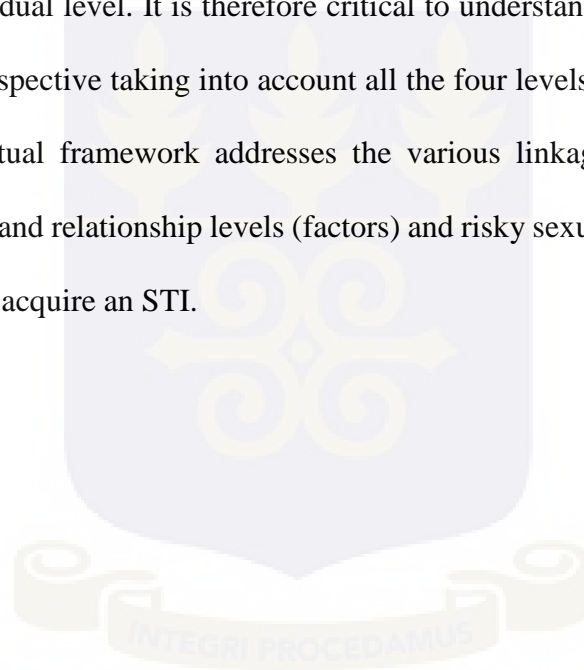 dual level. It is therefore critical to understan
spective taking into account all the four levels
tual framework addresses the various linkag
and relationship levels (factors) and risky sexu
acquire an STI.
INTEGRI PROCEDAMUS